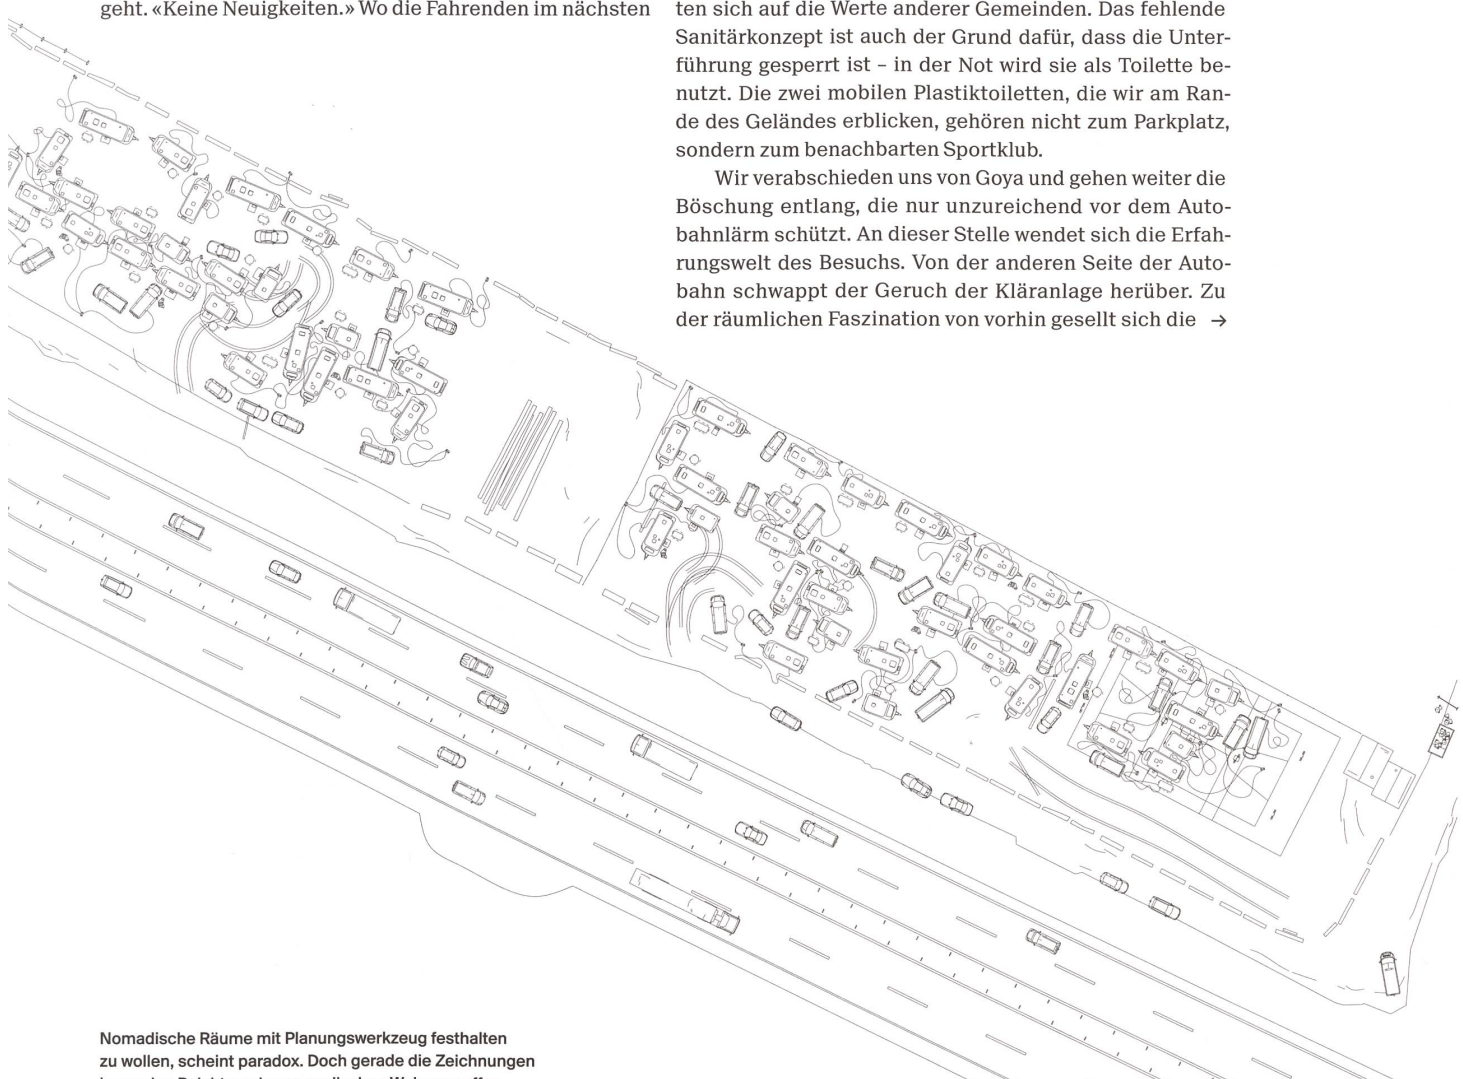 geht. «Keine Neuigkeiten.» Wo die Fahrenden im nächsten
ten sich auf die Werte anderer Gemeinden. Das fehlende
Sanitärkonzept ist auch der Grund dafür, dass die Unter-
führung gesperrt ist – in der Not wird sie als Toilette be-
nutzt. Die zwei mobilen Plastiktoiletten, die wir am Ran-
de des Geländes erblicken, gehören nicht zum Parkplatz,
sondern zum benachbarten Sportklub.
Wir verabschieden uns von Goya und gehen weiter die
Böschung entlang, die nur unzureichend vor dem Auto-
bahnlärm schützt. An dieser Stelle wendet sich die Erfah-
rungswelt des Besuchs. Von der anderen Seite der Auto-
bahn schwappt der Geruch der Kläranlage herüber. Zu
der räumlichen Faszination von vorhin gesellt sich die →
Nomadische Räume mit Planungswerkzeug festhalten
zu wollen, scheint paradox. Doch gerade die Zeichnungen